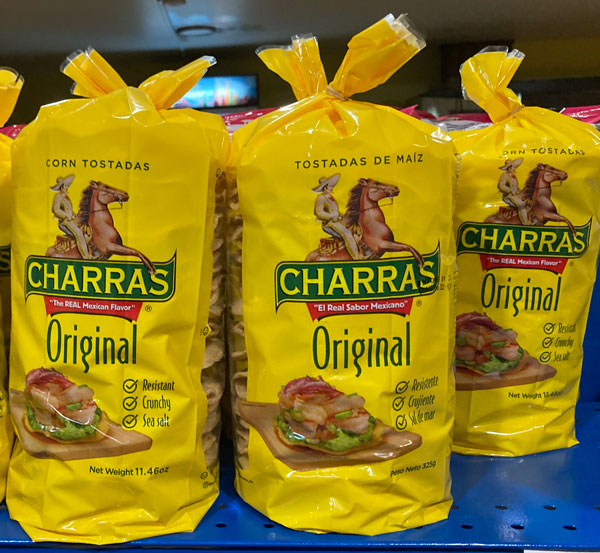 CORN TOSTADAS
CHARRAS
"The REAL Mexican Flavor"
®
Original
Resistant
Crunchy
Sea salt
Net Weight 11.46oz
TOSTADAS DE MAÍZ
CHARRAS
"El Real Sabor Mexicano"
®
Original
Resistente
Crujiente
Sal de mar
Peso Neto 325g
CORN TOSTADAS
CHARRAS
"The REAL Mexican Flavor"
Original
Resistant
Crunchy
Sea salt
Net Weight